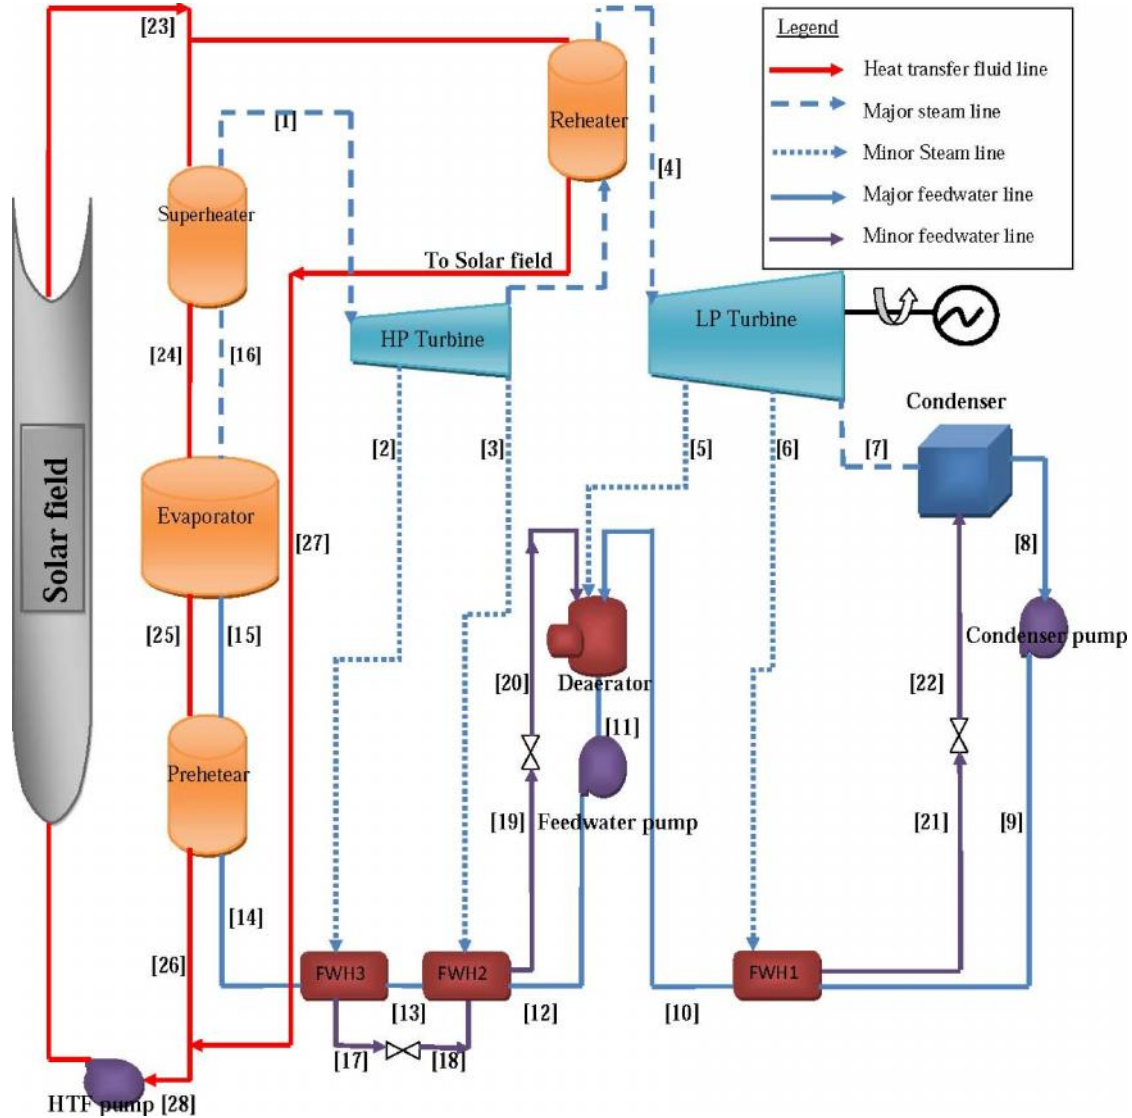 [23]
Legend
Heat transfer fluid line
Major steam line
Minor Steam line
Major feedwater line
Minor feedwater line
[1]
Reheater
[4]
Superheater
To Solar field
HP Turbine
LP Turbine
[24]
[16]
Condenser
[2]
[3]
[5]
[6]
[7]
Solar field
Evaporator
[27]
[8]
[25]
[15]
Condenser pump
[20]
Deaerator
[22]
[11]
Prehetear
[19]
Feedwater pump
[21]
[9]
[14]
[26]
FWH3
FWH2
FWH1
[13]
[12]
[10]
[17]
[18]
HTF pump [28]